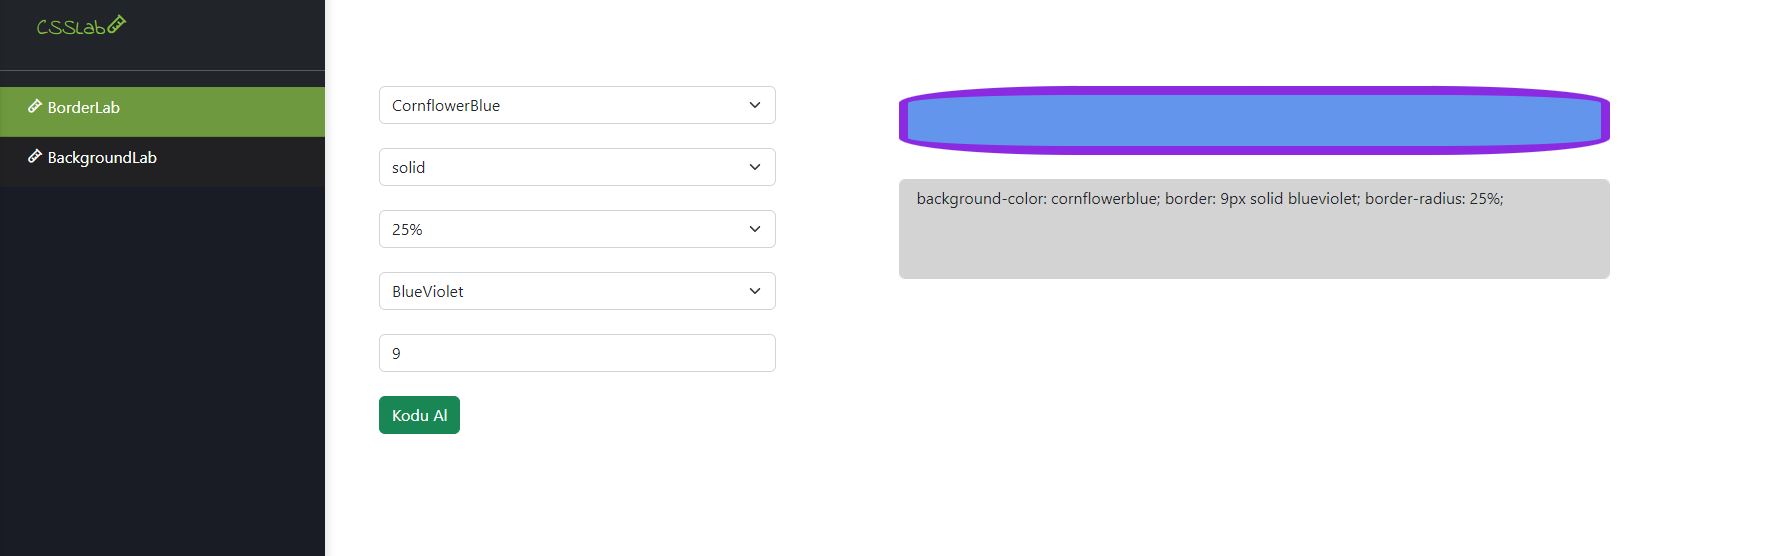 CSSLab
BorderLab
BackgroundLab
CornflowerBlue
solid
25%
BlueViolet
9
Kodu Al
background-color: cornflowerblue; border: 9px solid blueviolet; border-radius: 25%;